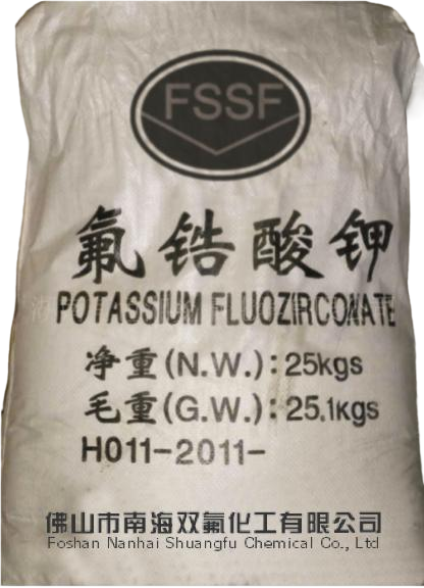 FSSF
氟锆酸钾
POTASSIUM FLUOZIRCONATE
净重(N.W.):25kgs
毛重(G.W.):25.1kgs
H011-2011-
佛山市南海双氟化工有限公司
Foshan Nanhai Shuangfu Chemical Co., Ltd